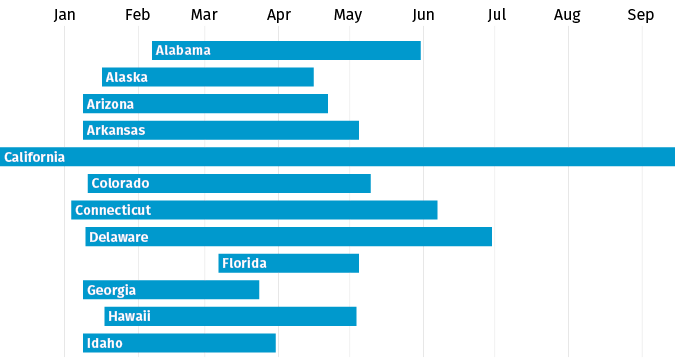 Jan Feb Mar Apr May Jun Jul Aug Sep
Alabama
Alaska
Arizona
Arkansas
California
Colorado
Connecticut
Delaware
Florida
Georgia
Hawaii
Idaho